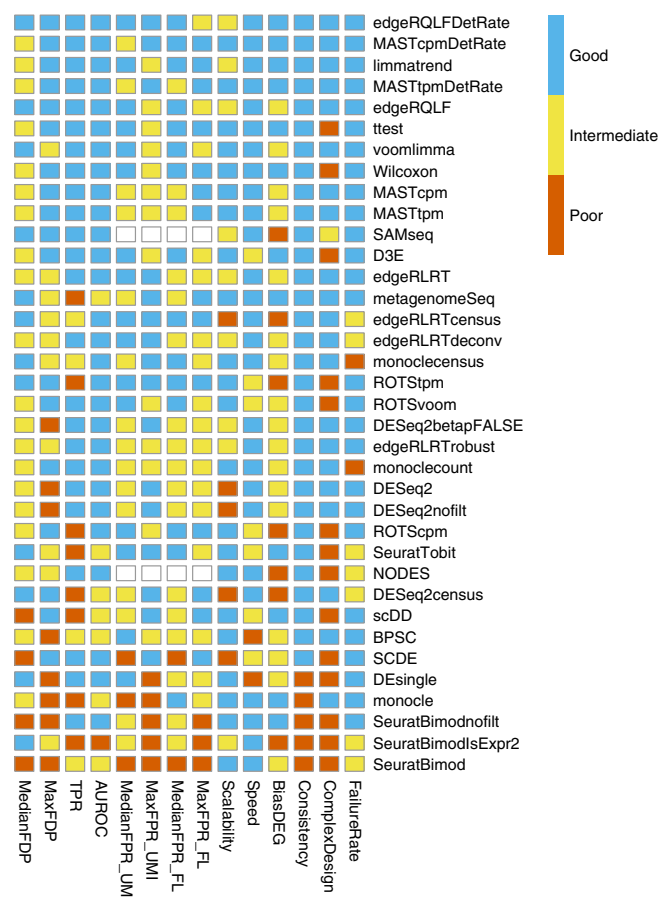 edgeRQLFDetRate
MASTcpmDetRate
limmatrend
MASTtpmDetRate
edgeRQLF
ttest
voomlimma
Wilcoxon
MASTcpm
MASTtpm
SAMseq
D3E
edgeRLRT
metagenomeSeq
edgeRLRTcensus
edgeRLRTdeconv
monoclecensus
ROTStpm
ROTSvoom
DESeq2betapFALSE
edgeRLRTrobust
monoclecount
DESeq2
DESeq2nofilt
ROTScpm
SeuratTobit
NODES
DESeq2census
scDD
BPSC
SCDE
DEsingle
monocle
SeuratBimodnofilt
SeuratBimodIsExpr2
SeuratBimod
Good
Intermediate
Poor
MedianFDP
MaxFDP
TPR
AUROC
MedianFPR_UM
MaxFPR_UMI
MedianFPR_FL
MaxFPR_FL
Scalability
Speed
BiasDEG
Consistency
ComplexDesign
FailureRate